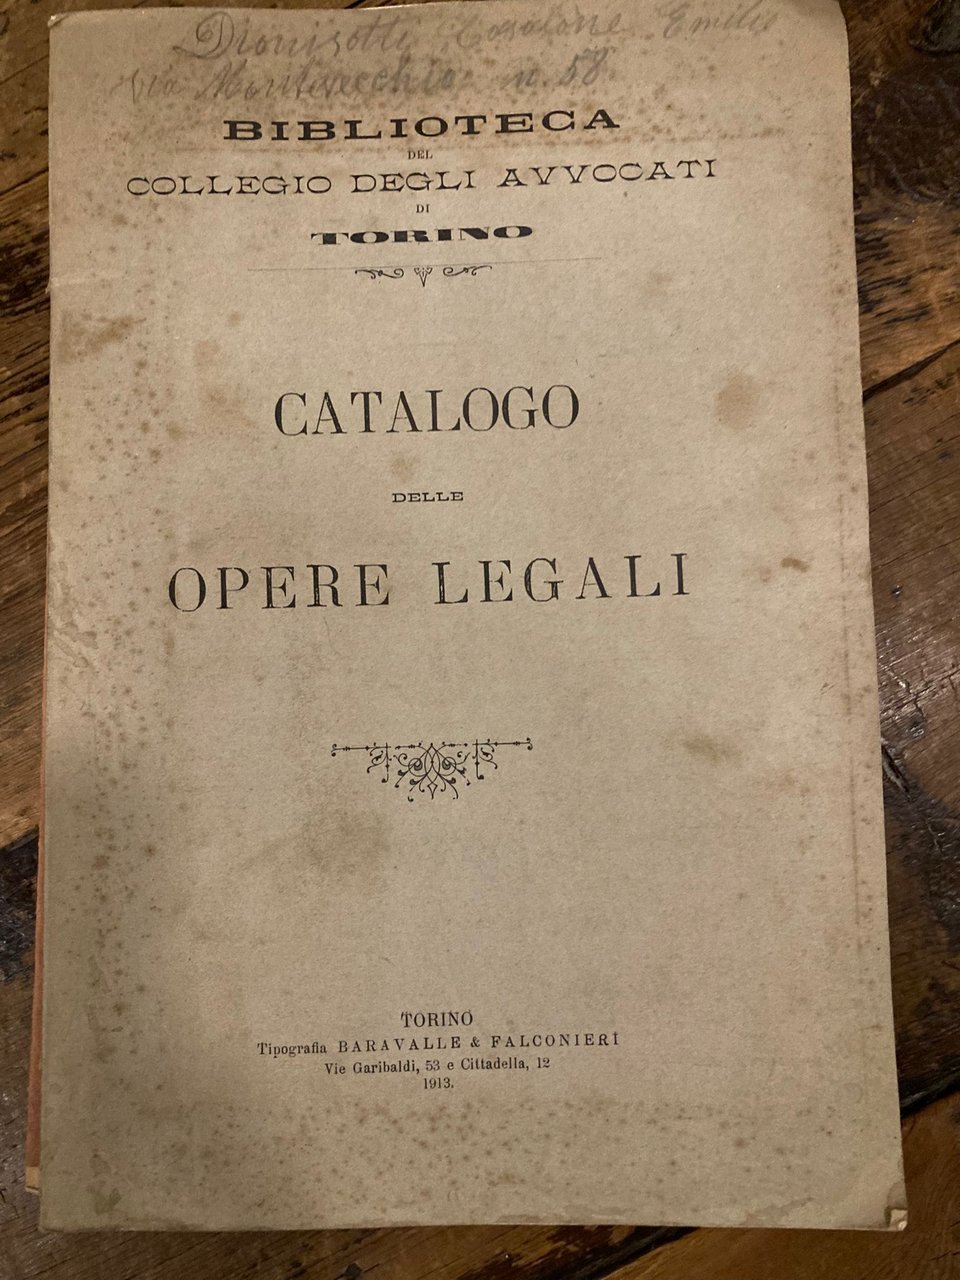 Dionisotti Casalone Emilio
Via Montevecchio n. 58
BIBLIOTECA
DEL
COLLEGIO DEGLI AVVOCATI
DI
TORINO
CATALOGO
DELLE
OPERE LEGALI
TORINO
Tipografia BARAVALLE & FALCONIERI
Vie Garibaldi, 53 e Cittadella, 12
1913.